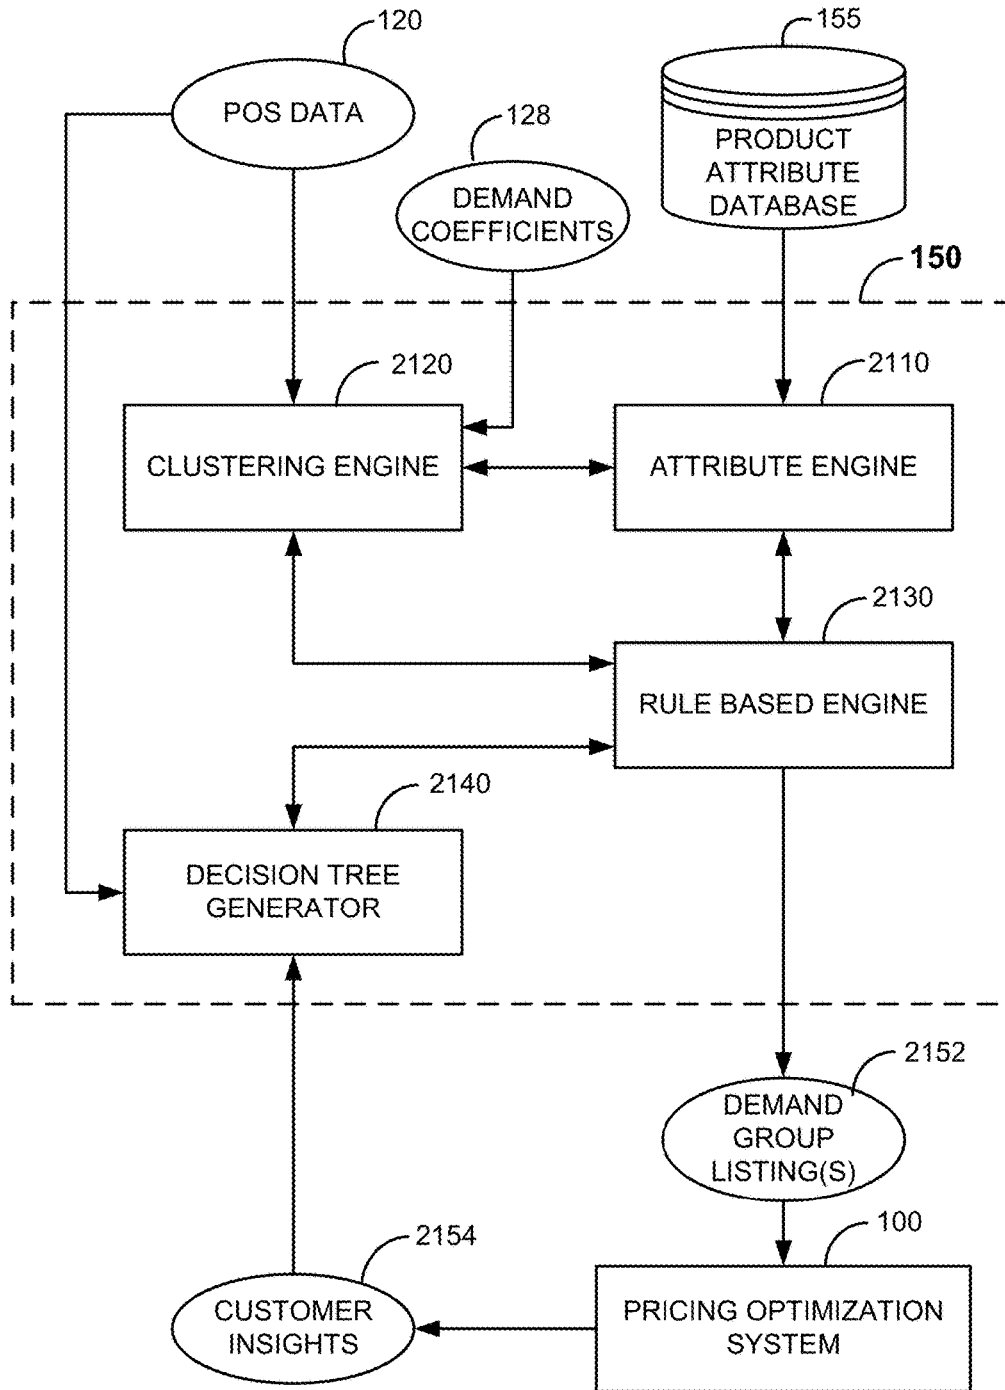 120
155
POS DATA
128
PRODUCT
ATTRIBUTE
DATABASE
DEMAND
COEFFICIENTS
150
2120
2110
CLUSTERING ENGINE
ATTRIBUTE ENGINE
2130
RULE BASED ENGINE
2140
DECISION TREE
GENERATOR
2152
DEMAND
GROUP
LISTING(S)
100
2154
CUSTOMER
INSIGHTS
PRICING OPTIMIZATION
SYSTEM